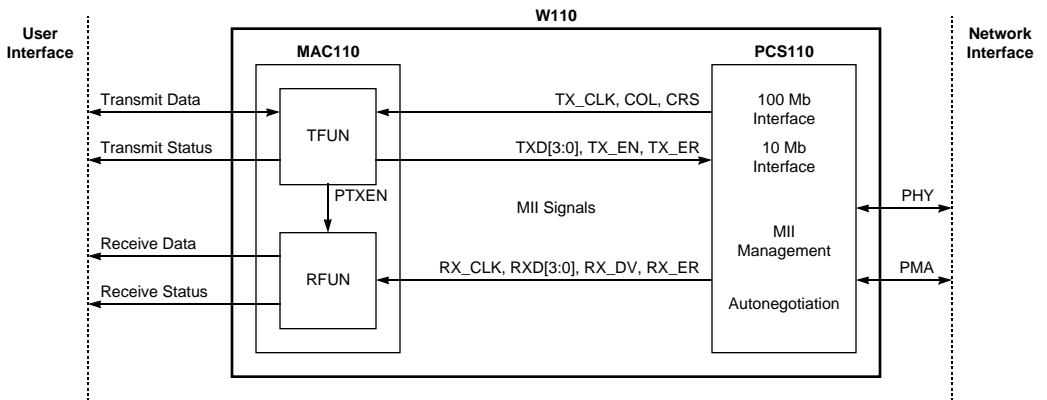 W110
User
Interface
Network
Interface
MAC110
PCS110
Transmit Data
TX_CLK, COL, CRS
100 Mb
Interface
TFUN
Transmit Status
TXD[3:0], TX_EN, TX_ER
10 Mb
Interface
PTXEN
MII Signals
PHY
Receive Data
MII
Management
RX_CLK, RXD[3:0], RX_DV, RX_ER
PMA
RFUN
Receive Status
Autonegotiation